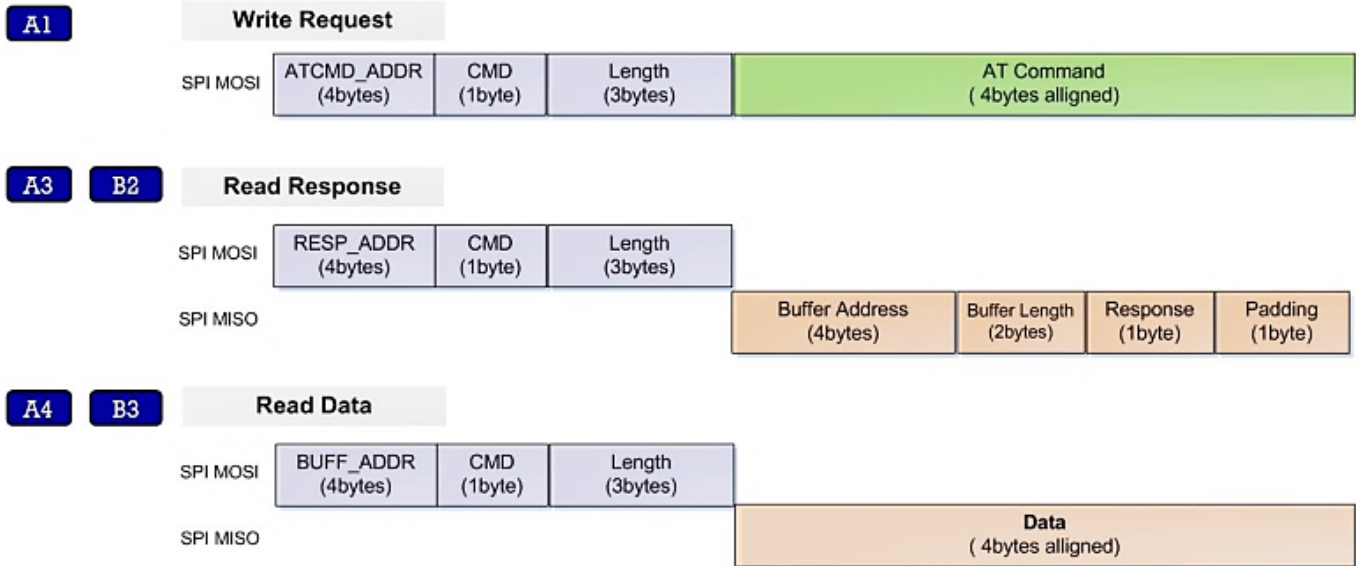 A1
Write Request
SPI MOSI
ATCMD_ADDR
(4bytes)
CMD
(1byte)
Length
(3bytes)
AT Command
( 4bytes alligned)
A3
B2
Read Response
SPI MOSI
RESP_ADDR
(4bytes)
CMD
(1byte)
Length
(3bytes)
SPI MISO
Buffer Address
(4bytes)
Buffer Length
(2bytes)
Response
(1byte)
Padding
(1byte)
A4
B3
Read Data
SPI MOSI
BUFF_ADDR
(4bytes)
CMD
(1byte)
Length
(3bytes)
SPI MISO
Data
( 4bytes alligned)